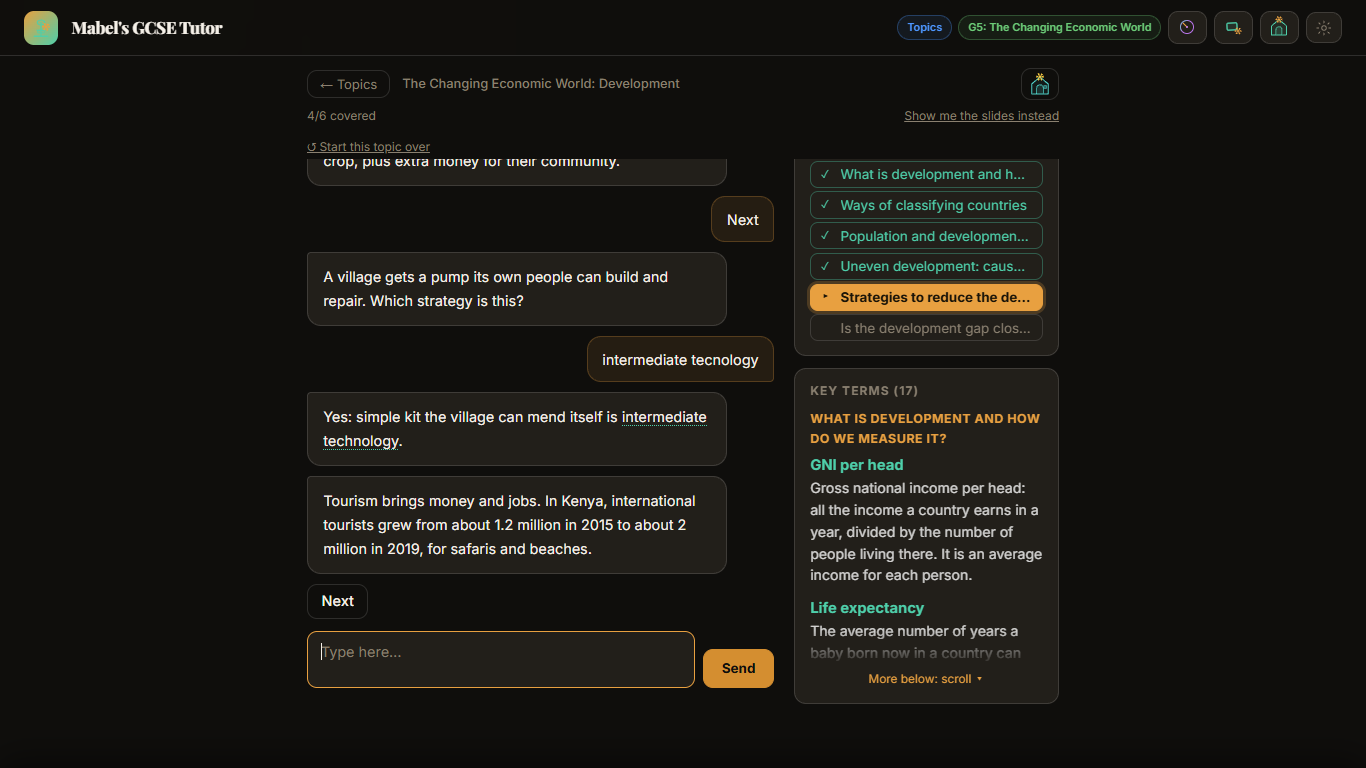 Mabel's GCSE Tutor
Topics
G5: The Changing Economic World
← Topics
The Changing Economic World: Development
4/6 covered
Show me the slides instead
↺ Start this topic over
crop, plus extra money for their community.
Next
A village gets a pump its own people can build and
repair. Which strategy is this?
intermediate tecnology
Yes: simple kit the village can mend itself is intermediate
technology.
Tourism brings money and jobs. In Kenya, international
tourists grew from about 1.2 million in 2015 to about 2
million in 2019, for safaris and beaches.
Next
Type here...
Send
✓ What is development and h...
✓ Ways of classifying countries
✓ Population and developmen...
✓ Uneven development: caus...
‣ Strategies to reduce the de...
Is the development gap clos...
KEY TERMS (17)
WHAT IS DEVELOPMENT AND HOW
DO WE MEASURE IT?
GNI per head
Gross national income per head:
all the income a country earns in a
year, divided by the number of
people living there. It is an average
income for each person.
Life expectancy
The average number of years a
baby born now in a country can
More below: scroll ▾